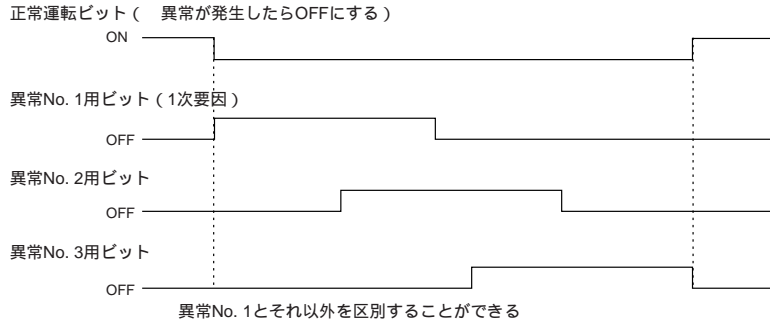 正常運転ビット（　異常が発生したらOFFにする）
ON
異常No. 1用ビット（1次要因）
OFF
異常No. 2用ビット
OFF
異常No. 3用ビット
OFF
異常No. 1とそれ以外を区別することができる